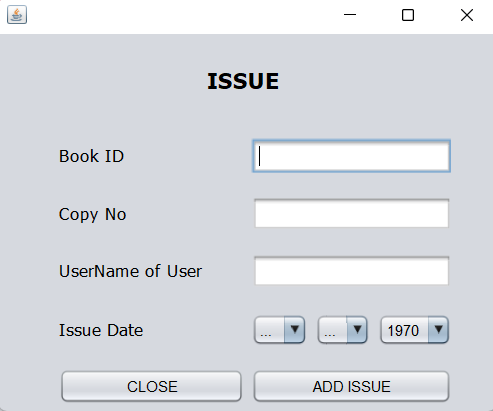 ISSUE
Book ID
Copy No
UserName of User
Issue Date ... ... 1970
CLOSE ADD ISSUE